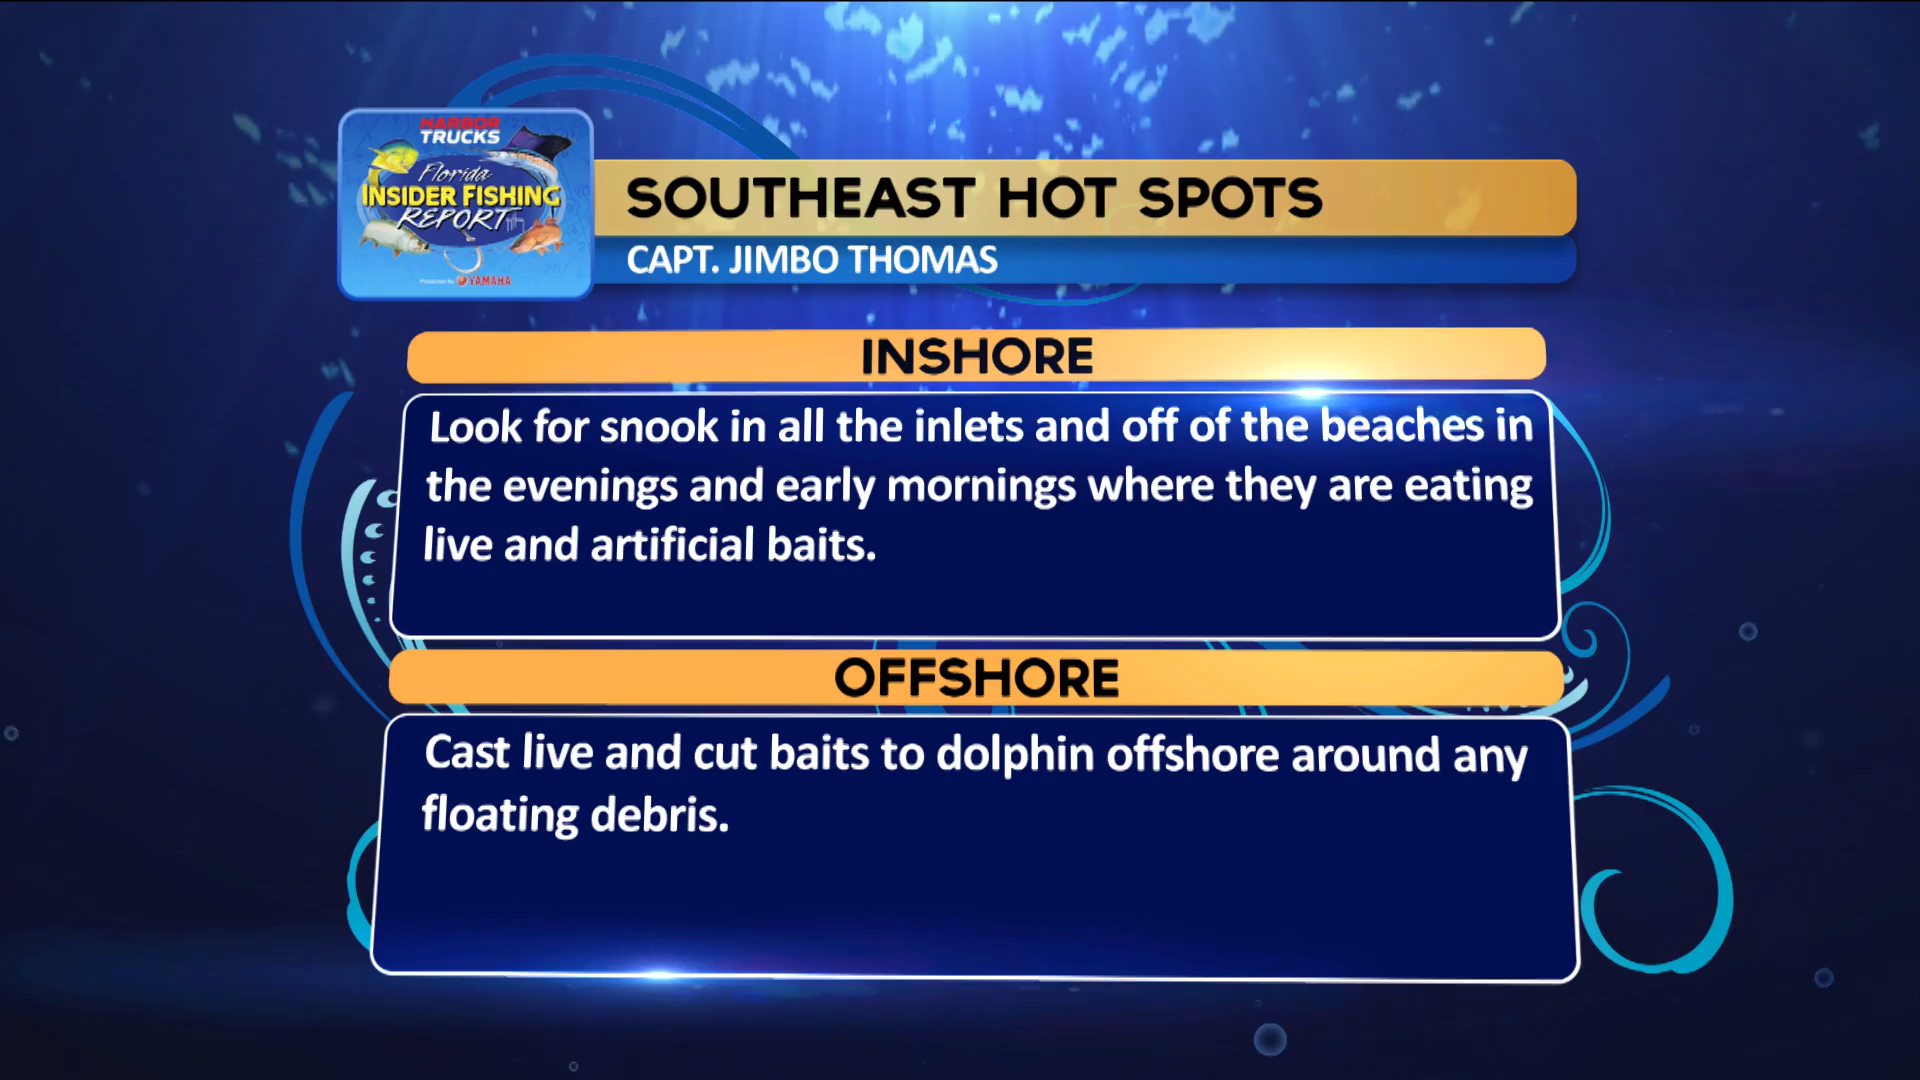 HARBOR
TRUCKS
Florida
INSIDER FISHING
REPORT
Presented By YAMAHA
SOUTHEAST HOT SPOTS
CAPT. JIMBO THOMAS
INSHORE
Look for snook in all the inlets and off of the beaches in
the evenings and early mornings where they are eating
live and artificial baits.
OFFSHORE
Cast live and cut baits to dolphin offshore around any
floating debris.